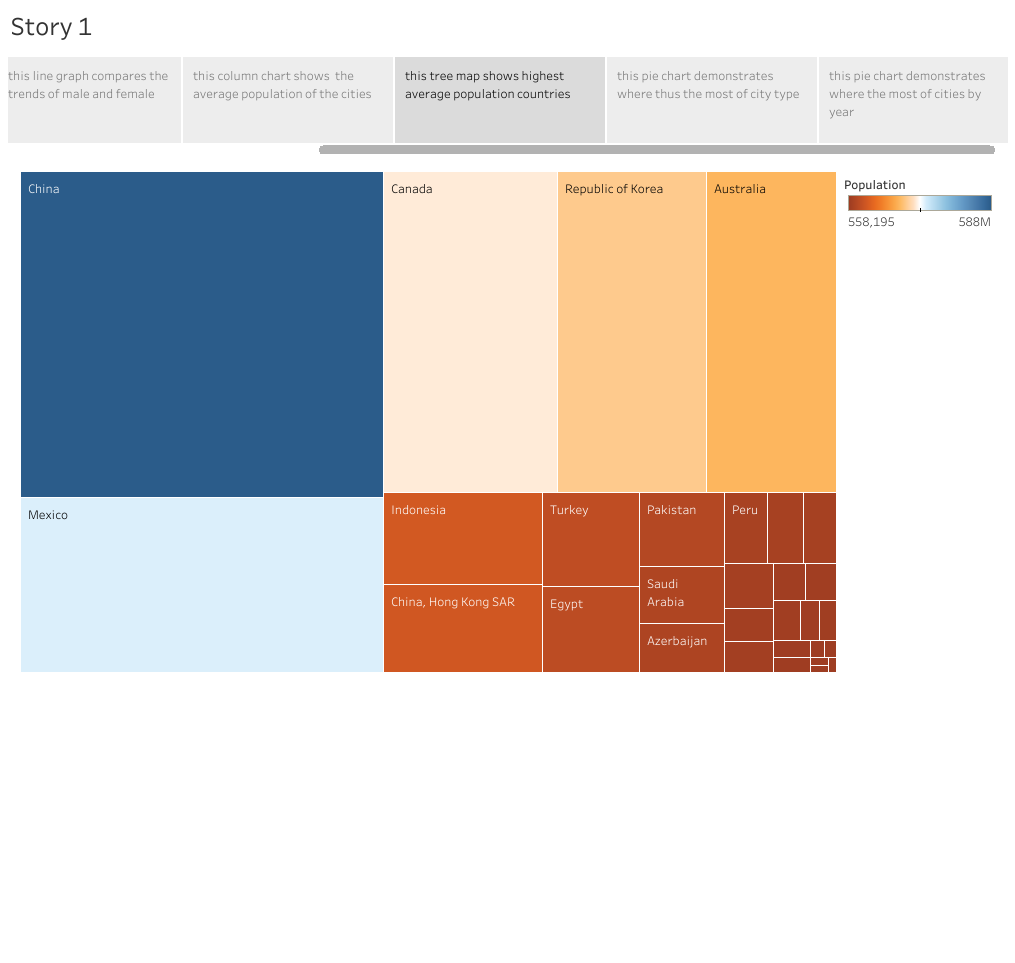 Story 1
this line graph compares the
trends of male and female
this column chart shows  the
average population of the cities
this tree map shows highest
average population countries
this pie chart demonstrates
where thus the most of city type
this pie chart demonstrates
where the most of cities by
year
China
Canada
Republic of Korea
Australia
Population
558,195
588M
Mexico
Indonesia
Turkey
Pakistan
Peru
Saudi
Arabia
China, Hong Kong SAR
Egypt
Azerbaijan